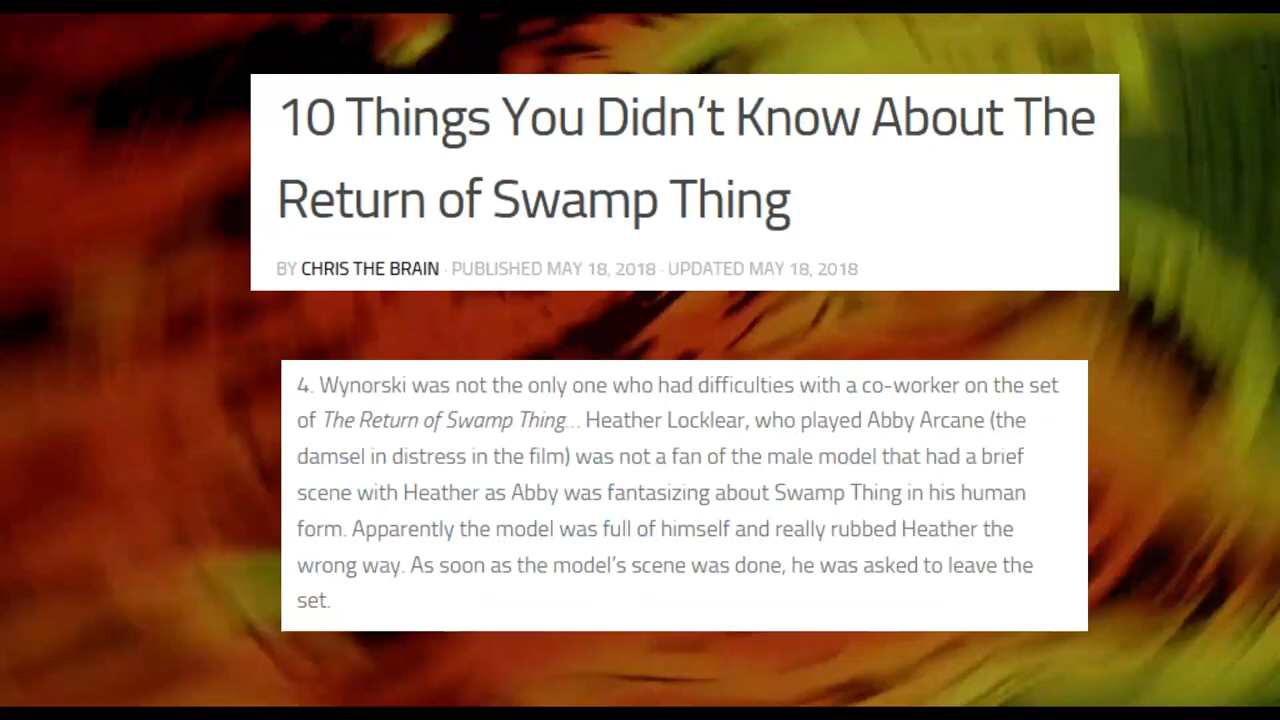 10 Things You Didn’t Know About The
Return of Swamp Thing
BY CHRIS THE BRAIN · PUBLISHED MAY 18, 2018 · UPDATED MAY 18, 2018
4. Wynorski was not the only one who had difficulties with a co-worker on the set
of The Return of Swamp Thing… Heather Locklear, who played Abby Arcane (the
damsel in distress in the film) was not a fan of the male model that had a brief
scene with Heather as Abby was fantasizing about Swamp Thing in his human
form. Apparently the model was full of himself and really rubbed Heather the
wrong way. As soon as the model’s scene was done, he was asked to leave the
set.